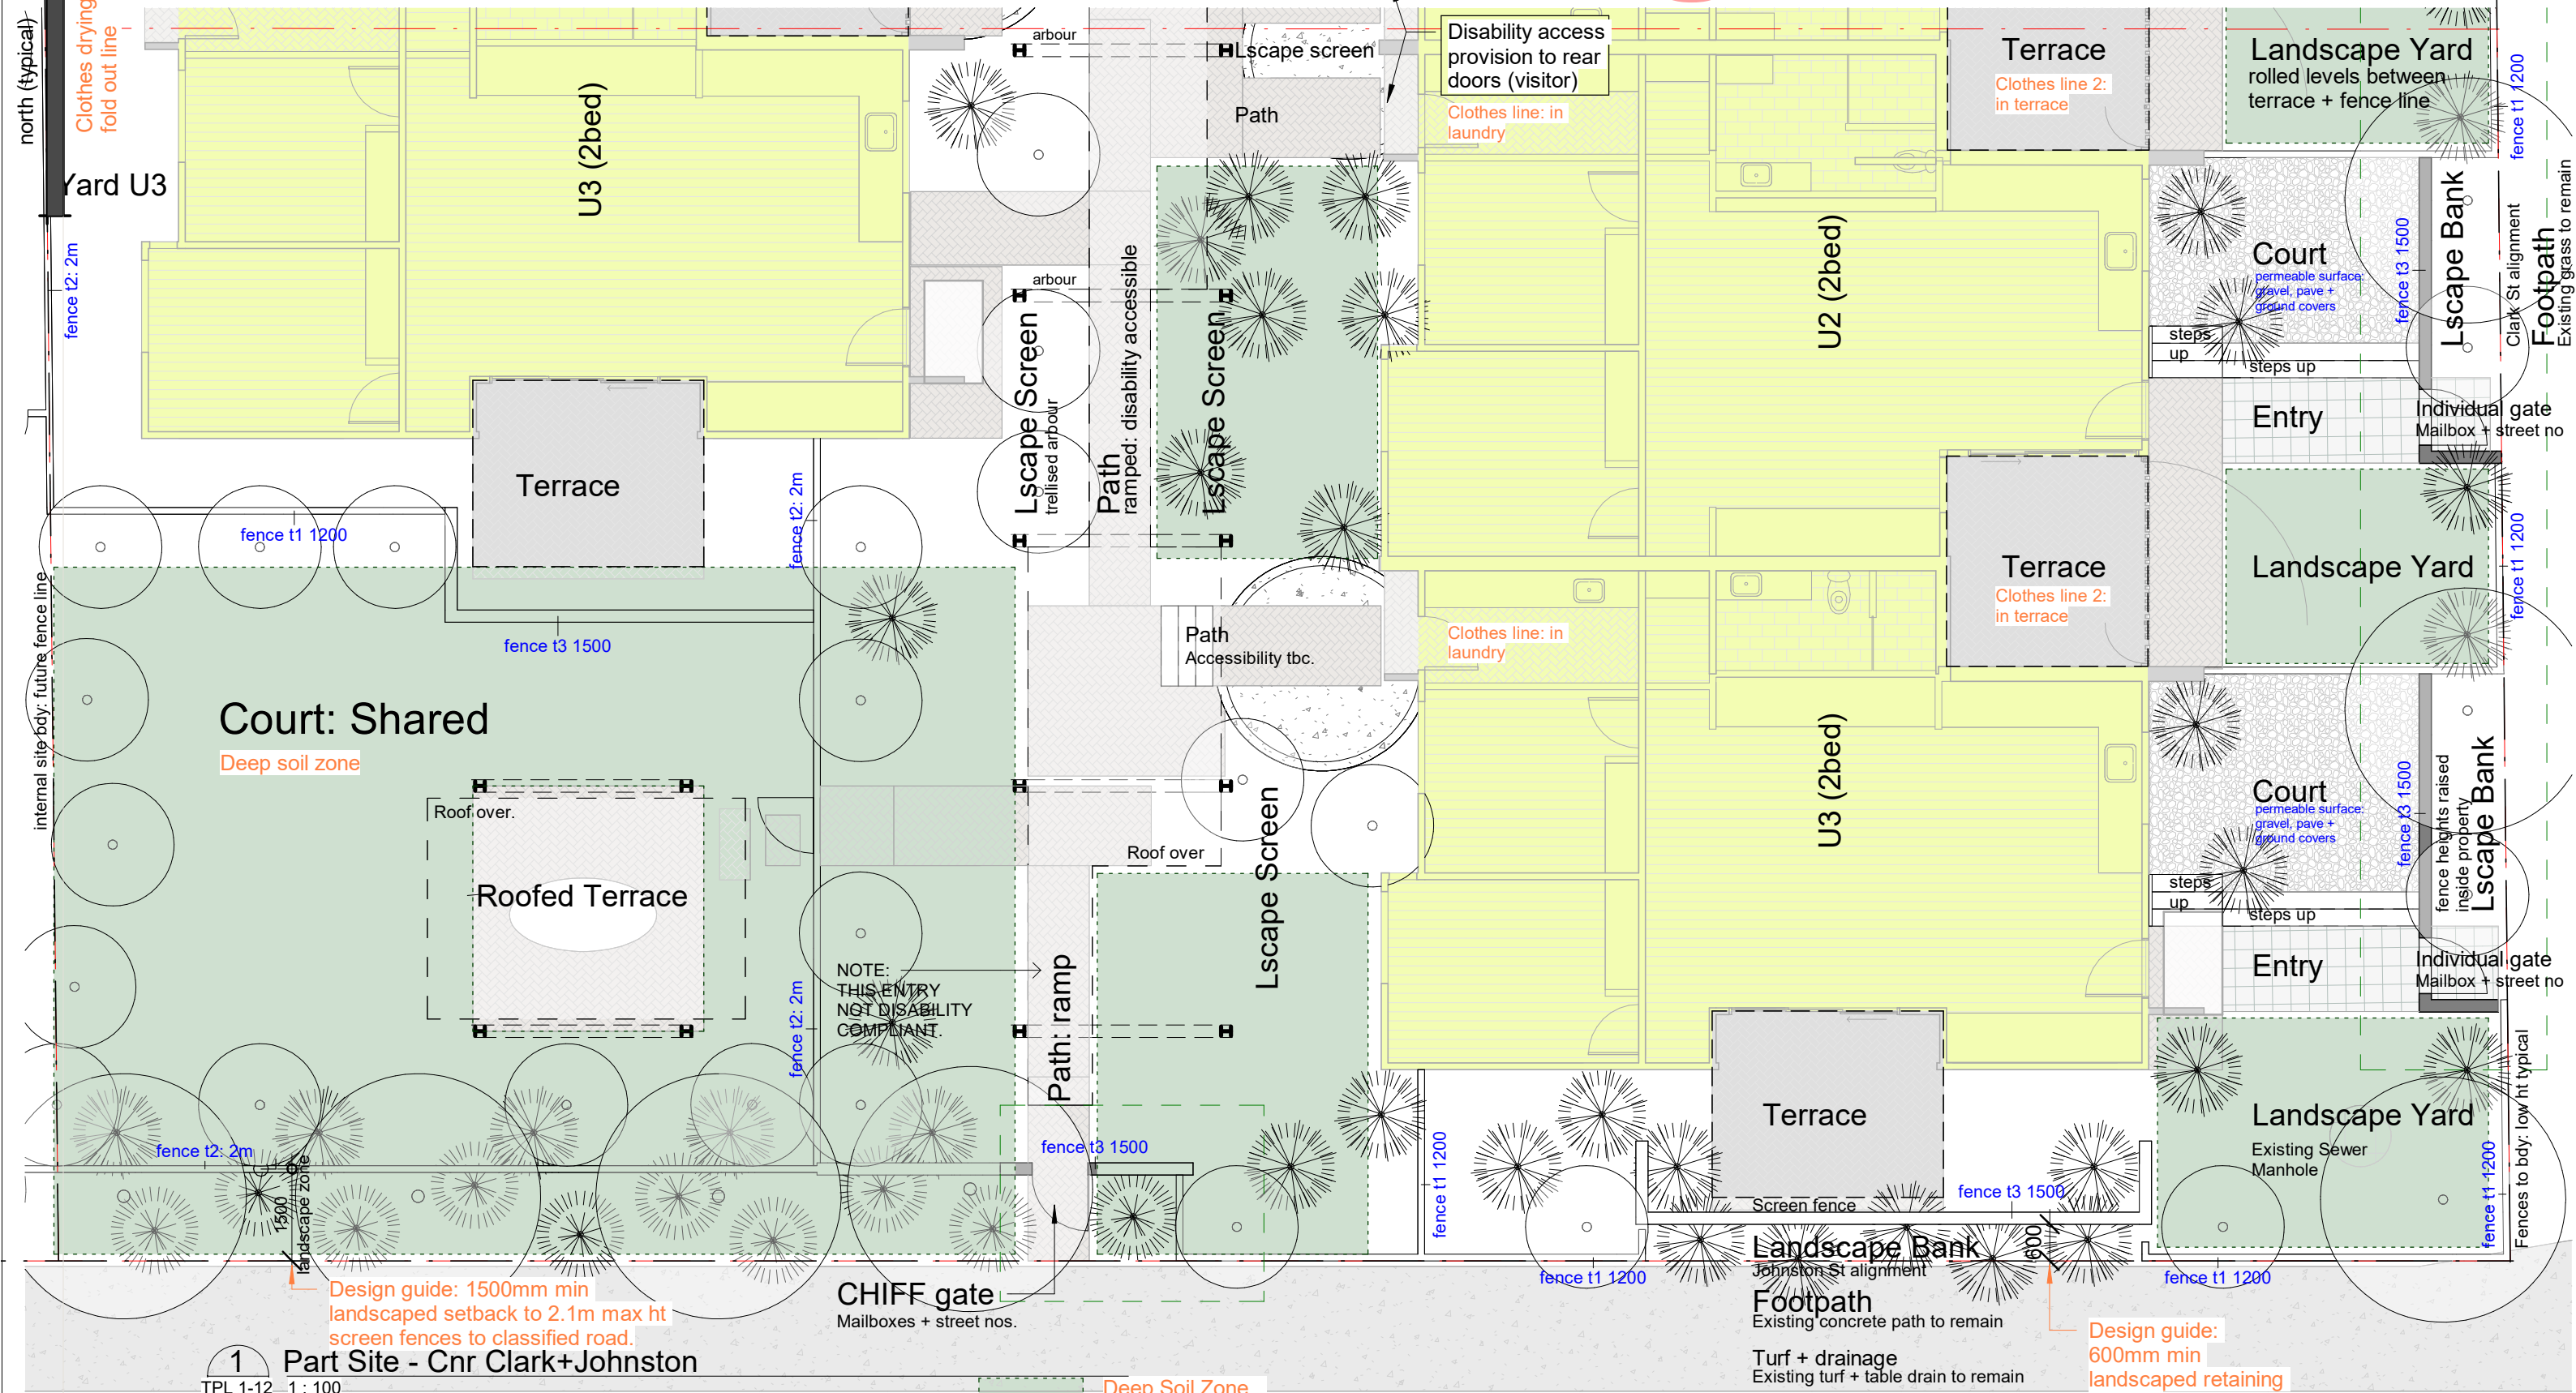 north (typical)
Clothes drying
fold out line
Yard U3
fence t2: 2m
U3 (2bed)
arbour
Lscape screen
Path
Disability access
provision to rear
doors (visitor)
Clothes line: in
laundry
Terrace
Clothes line 2:
in terrace
Landscape Yard
rolled levels between
terrace + fence line
fence t1 1200
arbour
Lscape Screen
trellised arbour
Path
ramped: disability accessible
Lscape Screen
U2 (2bed)
Court
permeable surface:
gravel, pave +
ground covers
fence t3 1500
Lscape Bank
Clark St alignment
Footpath
Existing grass to remain
steps
up
steps up
Entry
Individual gate
Mailbox + street no
Terrace
fence t2: 2m
fence t1 1200
fence t3 1500
internal site body: future fence line
Court: Shared
Deep soil zone
Roof over.
Roofed Terrace
Path
Accessibility tbc.
Clothes line: in
laundry
Terrace
Clothes line 2:
in terrace
Landscape Yard
fence t1 1200
U3 (2bed)
Roof over
Lscape Screen
Court
permeable surface:
gravel, pave +
ground covers
fence t3 1500
fence heights raised
inside property
Lscape Bank
steps
up
steps up
Entry
Individual gate
Mailbox + street no
NOTE:
THIS ENTRY
NOT DISABILITY
COMPLIANT.
Path: ramp
fence t2: 2m
fence t2: 2m
fence t3 1500
1500
landscape zone
fence t1 1200
Terrace
Screen fence
fence t3 1500
600
Landscape Yard
Existing Sewer
Manhole
fence t1 1200
Fences to bdy: low ht typical
Landscape Bank
Johnston St alignment
fence t1 1200
fence t1 1200
Design guide: 1500mm min
landscaped setback to 2.1m max ht
screen fences to classified road.
CHIFF gate
Mailboxes + street nos.
Footpath
Existing concrete path to remain
Turf + drainage
Existing turf + table drain to remain
Design guide:
600mm min
landscaped retaining
1
Part Site - Cnr Clark+Johnston
TPL 1-12
1 : 100
Deep Soil Zone